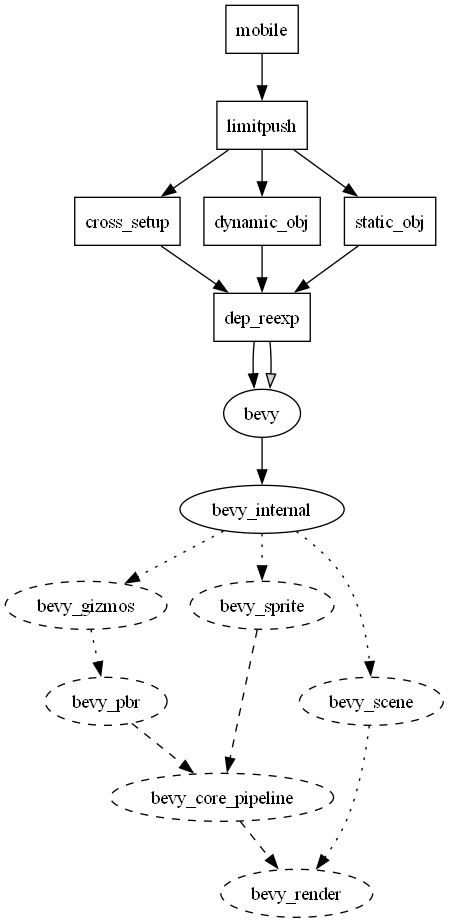 mobile
limitpush
cross_setup
dynamic_obj
static_obj
dep_reexp
bevy
bevy_internal
bevy_gizmos
bevy_sprite
bevy_pbr
bevy_scene
bevy_core_pipeline
bevy_render